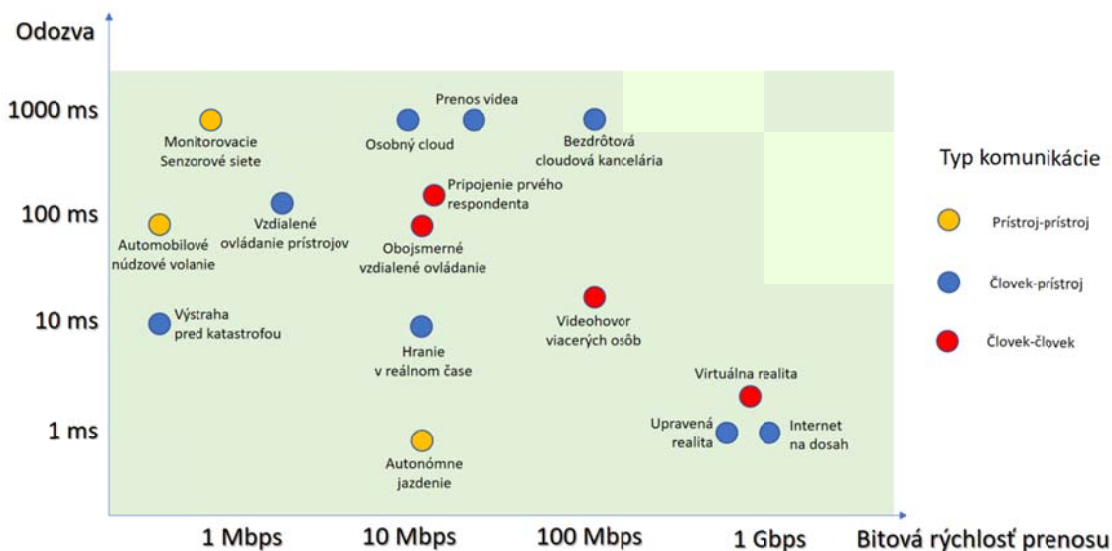 Odozva
1000 ms
100 ms
10 ms
1 ms
Monitorovacie
Senzorové siete
Osobný cloud
Prenos videa
Bezdrôtová
cloudová kancelária
Automobilové
núdzové volanie
Vzdialené
ovládanie prístrojov
Pripojenie prvého
respondenta
Obojsmerné
vzdialené ovládanie
Výstraha
pred katastrofou
Hranie
v reálnom čase
Videohovor
viacerých osôb
Virtuálna realita
Upravená
realita
Internet
na dosah
Autonómne
jazdenie
1 Mbps
10 Mbps
100 Mbps
1 Gbps
Bitová rýchlosť prenosu
Typ komunikácie
Prístroj-prístroj
Človek-prístroj
Človek-človek